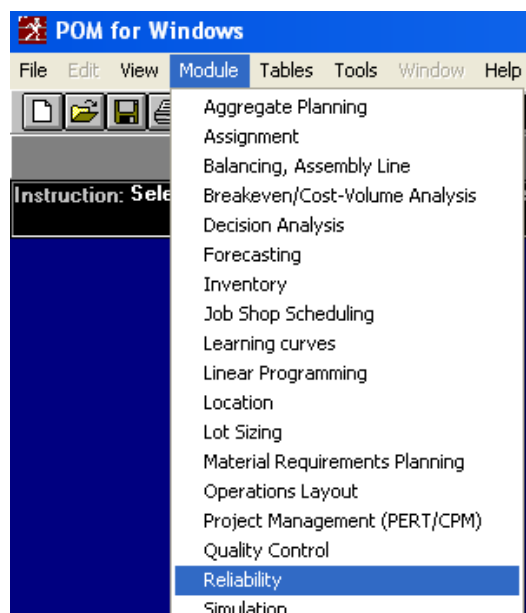 POM for Windows
File Edit View Module Tables Tools Window Help
Instruction: Sele
Aggregate Planning
Assignment
Balancing, Assembly Line
Breakeven/Cost-Volume Analysis
Decision Analysis
Forecasting
Inventory
Job Shop Scheduling
Learning curves
Linear Programming
Location
Lot Sizing
Material Requirements Planning
Operations Layout
Project Management (PERT/CPM)
Quality Control
Reliability
Simulation